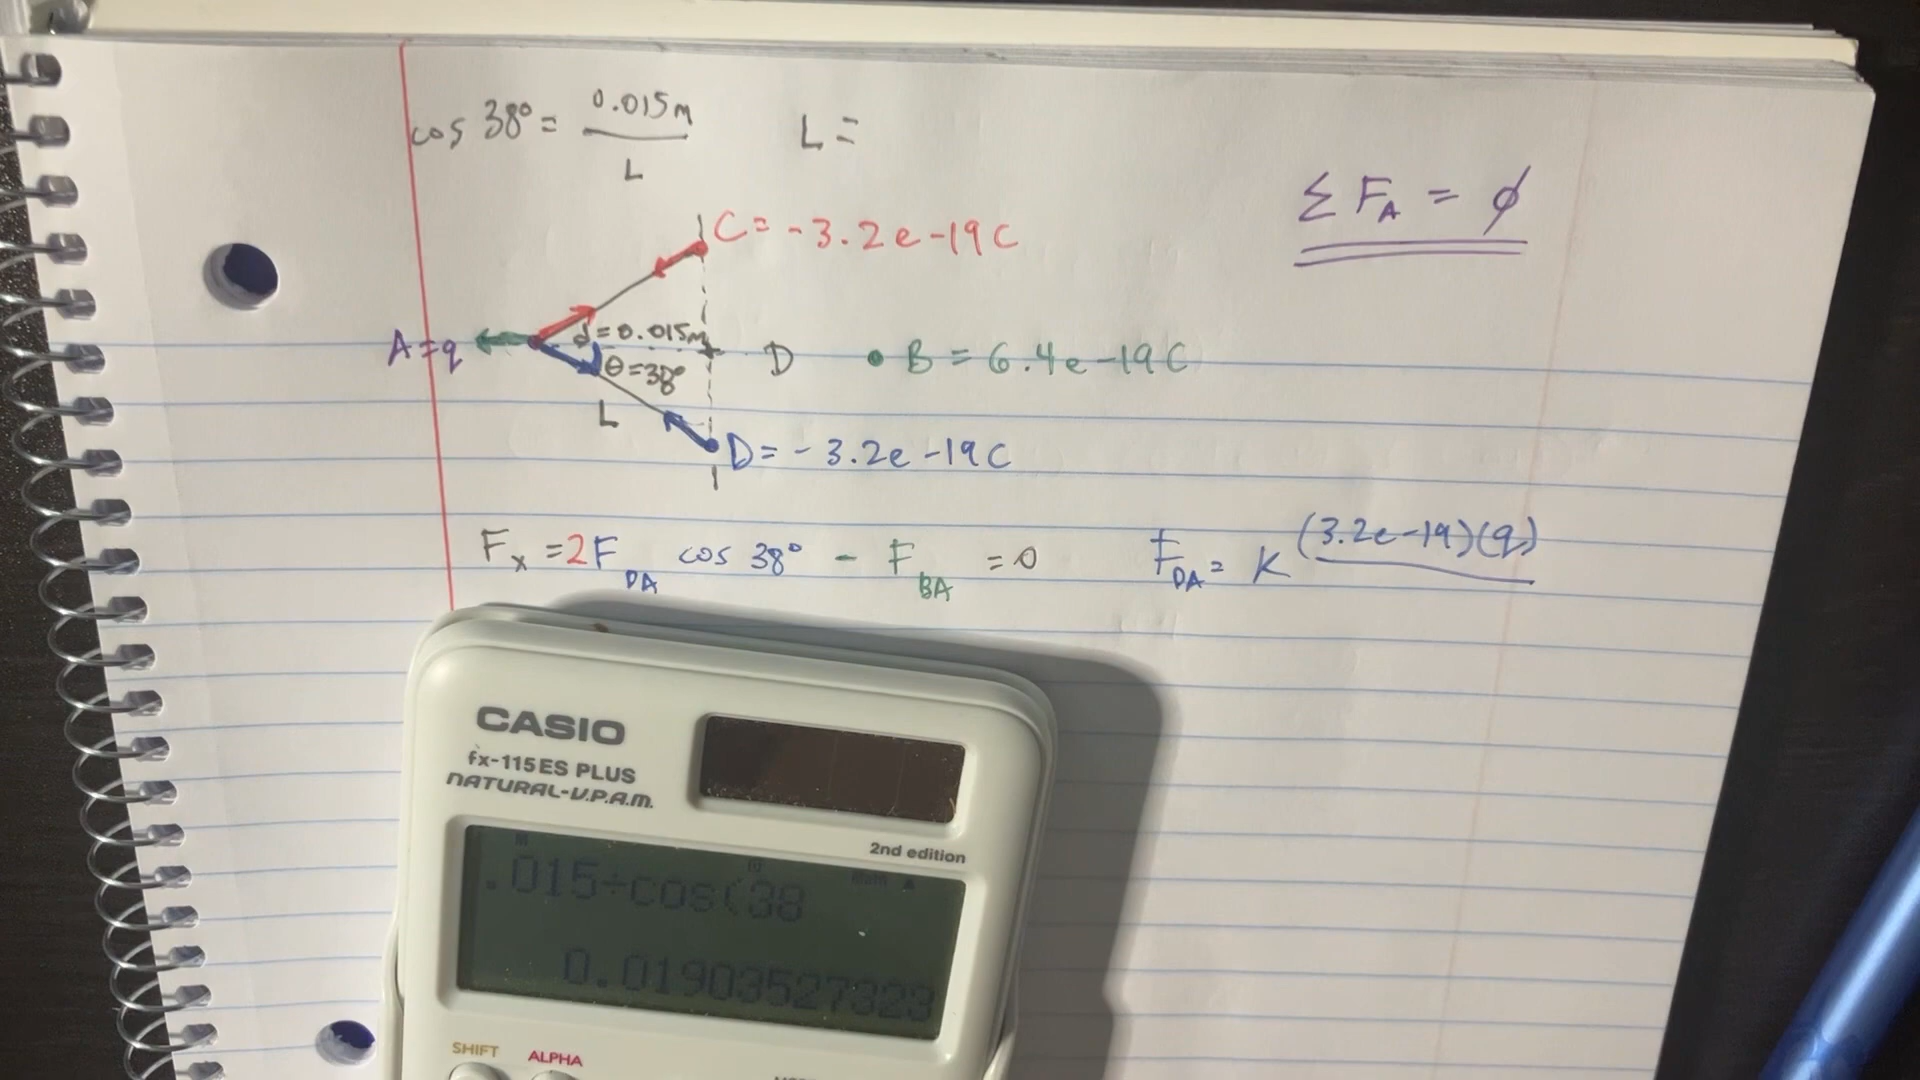 cos 38° = 0.015m / L    L =
ΣF_A = ϕ
C = -3.2e-19C
A = q    d = 0.015m    D    • B = 6.4e-19C
θ = 38°
L
D = -3.2e-19C
F_x = 2F_DA cos 38° - F_BA = 0    F_DA = K (3.2e-19)(q)
CASIO
fx-115ES PLUS
NATURAL-V.P.A.M.
2nd edition
.015÷cos(38
0.01903527323
SHIFT ALPHA